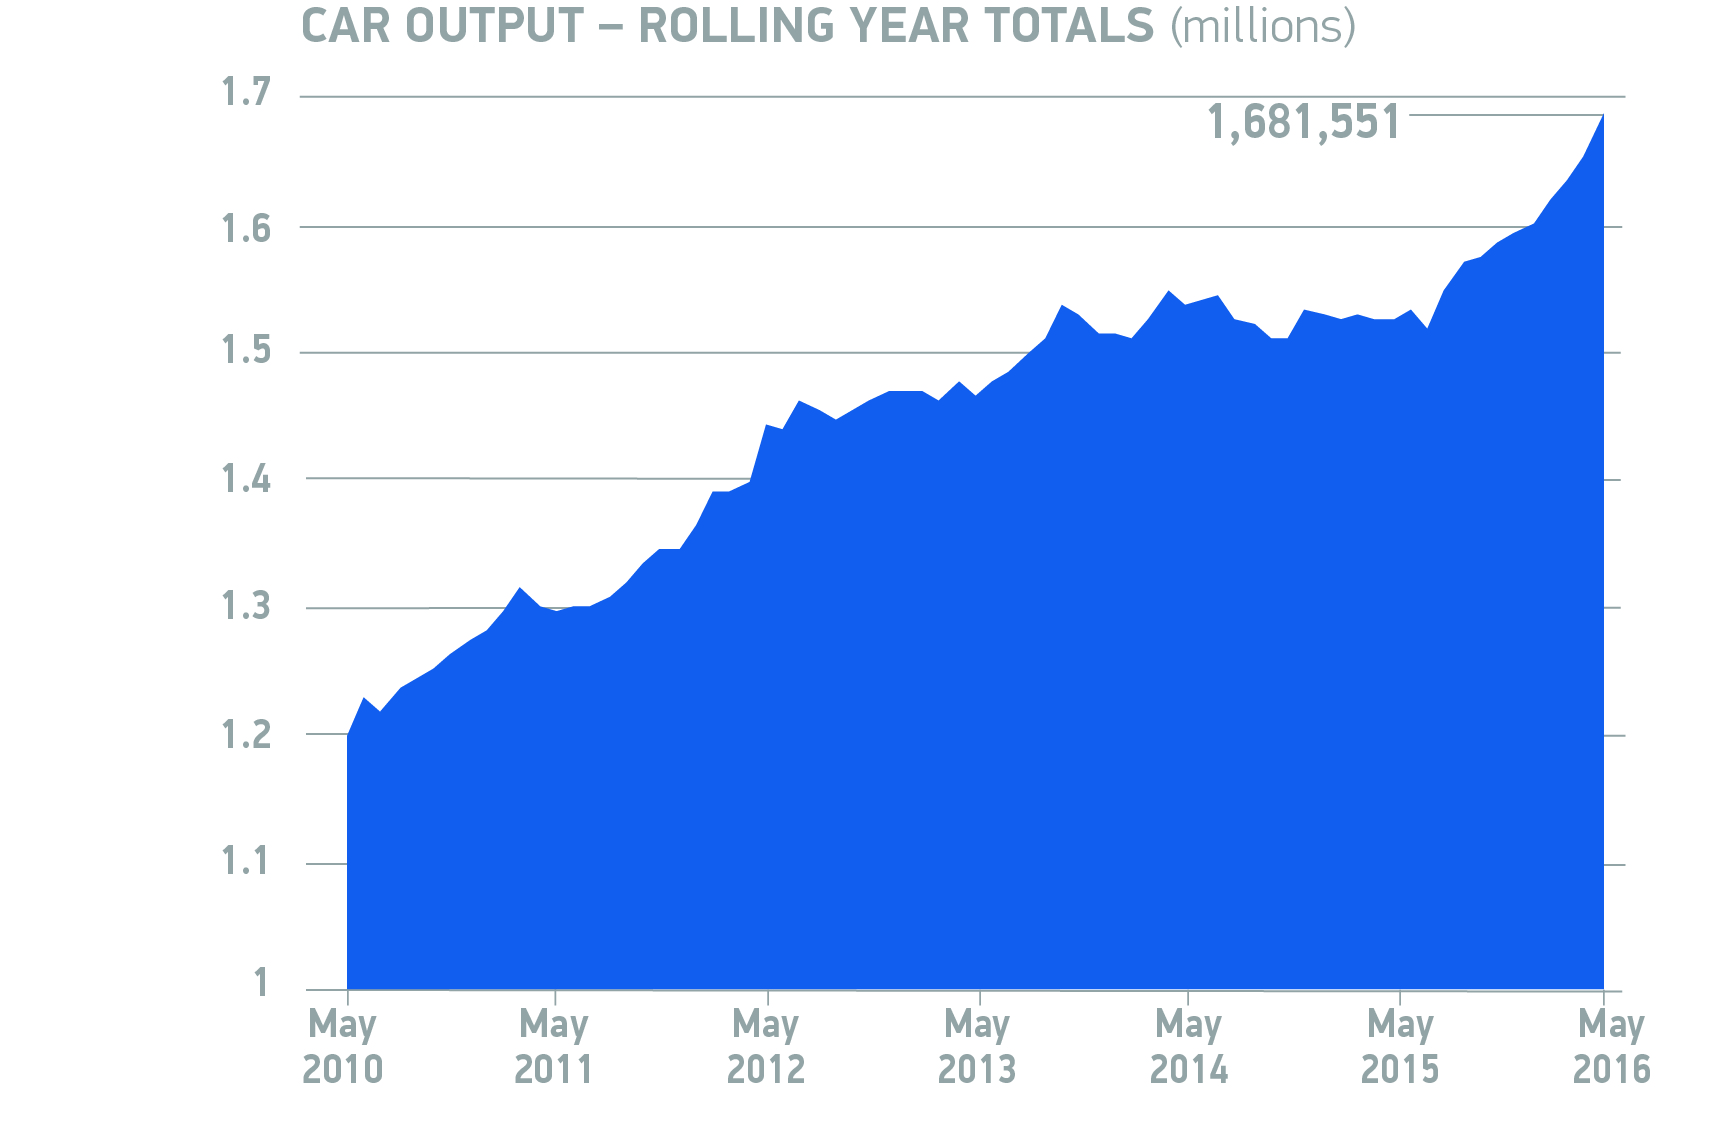 CAR OUTPUT – ROLLING YEAR TOTALS (millions)
1.7
1,681,551
1.6
1.5
1.4
1.3
1.2
1.1
1
May 2010
May 2011
May 2012
May 2013
May 2014
May 2015
May 2016